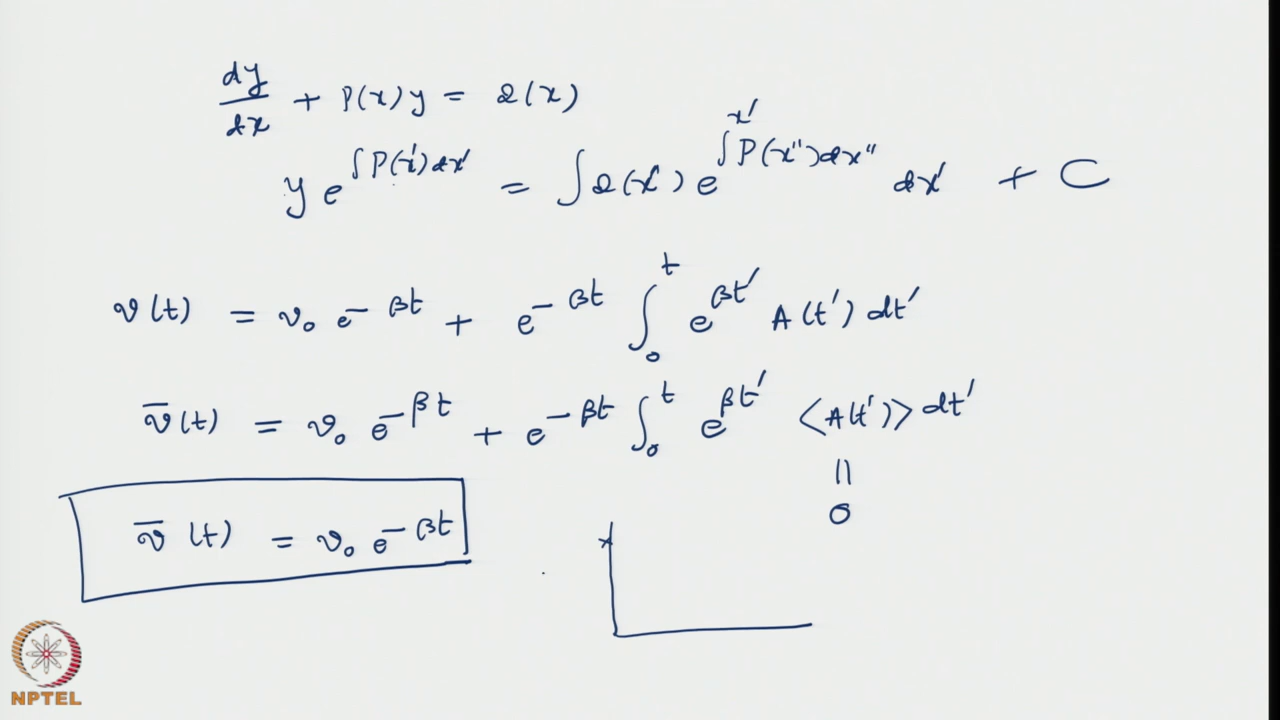 dy/dx + P(x) y = Q(x)
y e^{∫P(x')dx'} = ∫Q(x') e^{∫^{x'} P(x'')dx''} dx' + C
v(t) = v₀ e^{-βt} + e^{-βt} ∫₀^t e^{βt'} A(t') dt'
v̅(t) = v₀ e^{-βt} + e^{-βt} ∫₀^t e^{βt'} <A(t')> dt'
||
0
v̅(t) = v₀ e^{-βt}
NPTEL